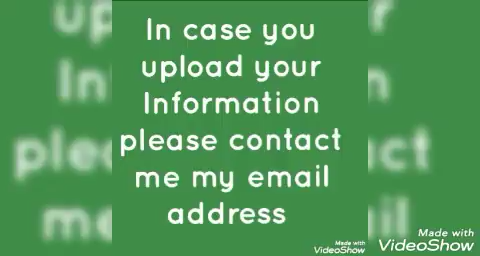 In case you
upload your
Information
please contact
me my email
address
Made with
VideoShow
Made with
VideoShow